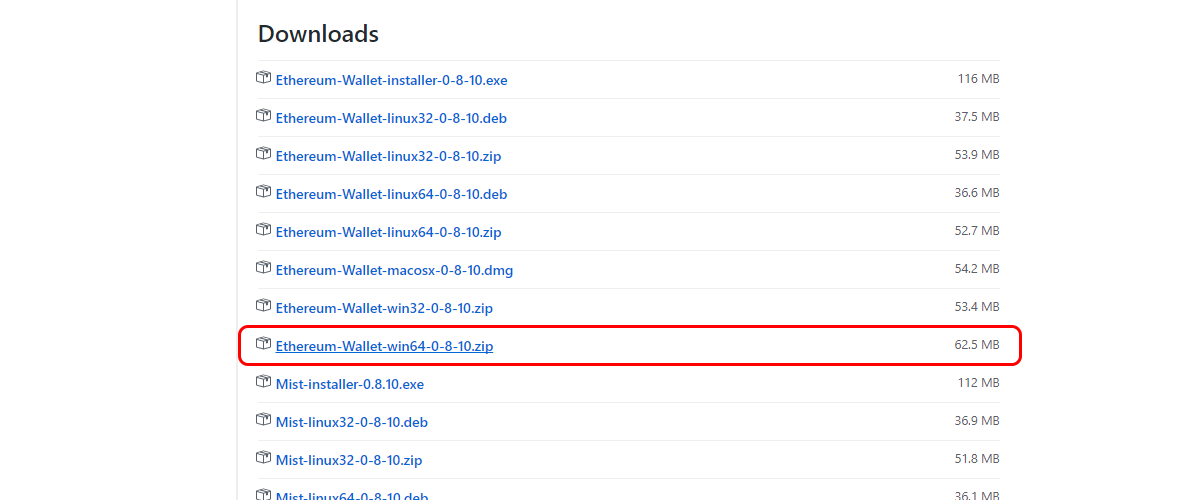 Downloads
Ethereum-Wallet-installer-0-8-10.exe 116 MB
Ethereum-Wallet-linux32-0-8-10.deb 37.5 MB
Ethereum-Wallet-linux32-0-8-10.zip 53.9 MB
Ethereum-Wallet-linux64-0-8-10.deb 36.6 MB
Ethereum-Wallet-linux64-0-8-10.zip 52.7 MB
Ethereum-Wallet-macosx-0-8-10.dmg 54.2 MB
Ethereum-Wallet-win32-0-8-10.zip 53.4 MB
Ethereum-Wallet-win64-0-8-10.zip 62.5 MB
Mist-installer-0.8.10.exe 112 MB
Mist-linux32-0-8-10.deb 36.9 MB
Mist-linux32-0-8-10.zip 51.8 MB
Mist-linux64-0-8-10.deb 36.1 MB